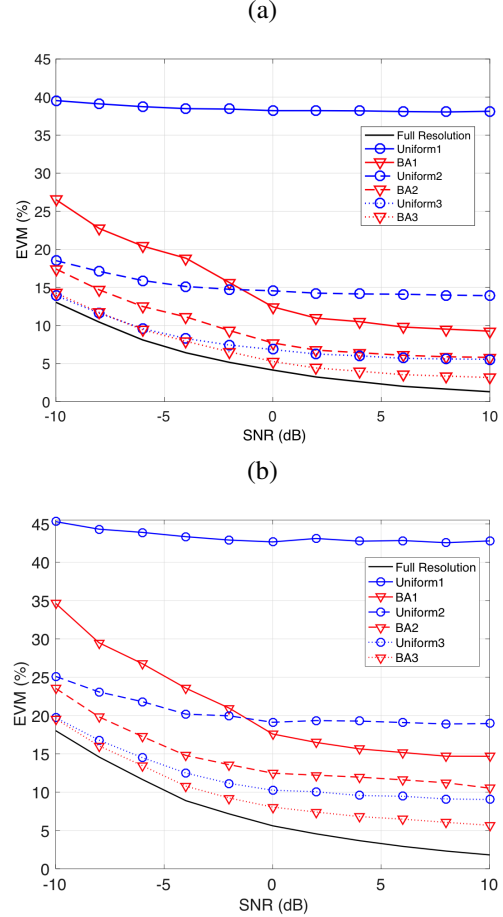 (a)
45
40
35
30
25
20
15
10
5
0
EVM (%)
Full Resolution
Uniform1
BA1
Uniform2
BA2
Uniform3
BA3
-10
-5
0
5
10
SNR (dB)
(b)
45
40
35
30
25
20
15
10
5
0
EVM (%)
Full Resolution
Uniform1
BA1
Uniform2
BA2
Uniform3
BA3
-10
-5
0
5
10
SNR (dB)